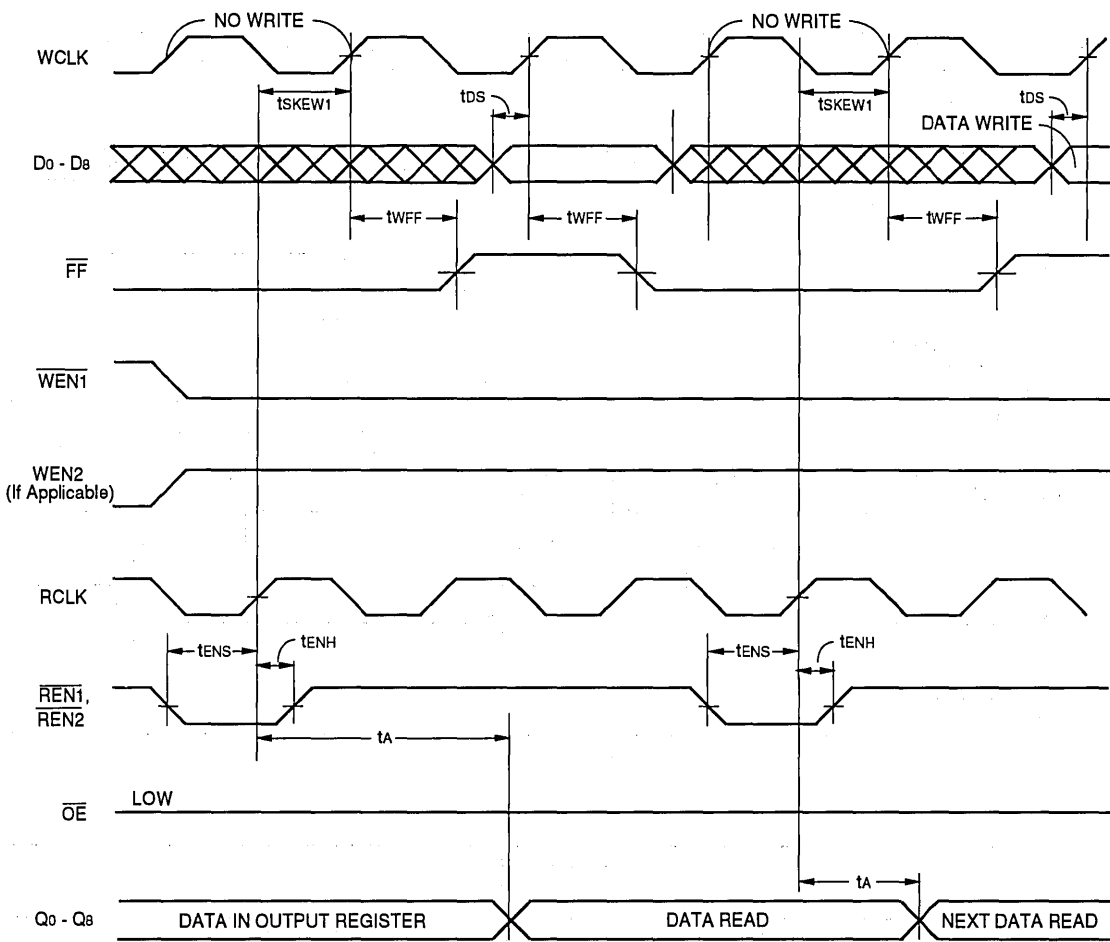 NO WRITE
NO WRITE
WCLK
tSKEW1
tDS
tSKEW1
tDS
DATA WRITE
D0 - D8
tWFF
tWFF
tWFF
FF
WEN1
WEN2
(If Applicable)
RCLK
tENS
tENH
tENS
tENH
REN1,
REN2
tA
LOW
OE
tA
Q0 - Q8
DATA IN OUTPUT REGISTER
DATA READ
NEXT DATA READ